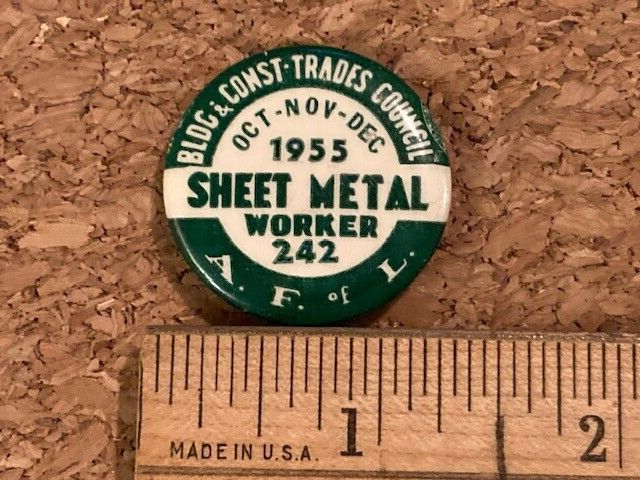 BLDG & CONST·TRADES COUNCIL
OCT-NOV-DEC
1955
SHEET METAL
WORKER
242
A. F. of L.
1 2
MADE IN U.S.A.